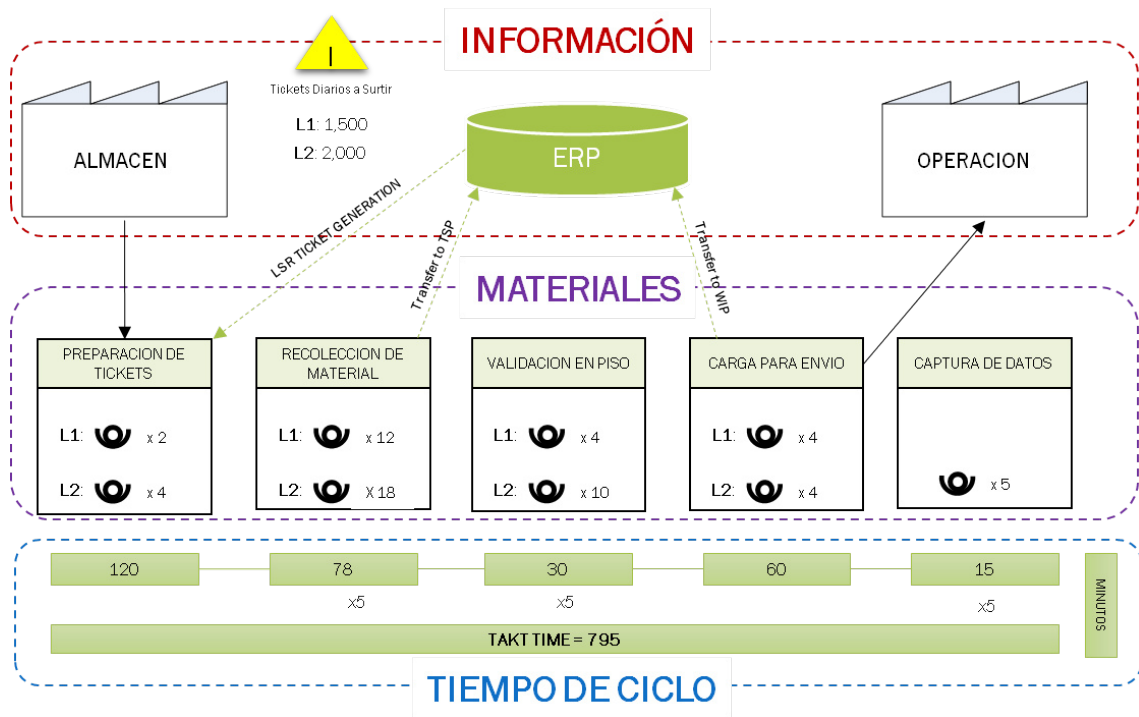 INFORMACIÓN
I
Tickets Diarios a Surtir
L1: 1,500
L2: 2,000
ALMACEN
ERP
OPERACION
LSR TICKET GENERATION
Transfer to TSP
Transfer to WIP
MATERIALES
PREPARACION DE
TICKETS
L1: x 2
L2: x 4
RECOLECCION DE
MATERIAL
L1: x 12
L2: X 18
VALIDACION EN PISO
L1: x 4
L2: x 10
CARGA PARA ENVIO
L1: x 4
L2: x 4
CAPTURA DE DATOS
x 5
120
78
30
60
15
x5
x5
x5
MINUTOS
TAKT TIME = 795
TIEMPO DE CICLO